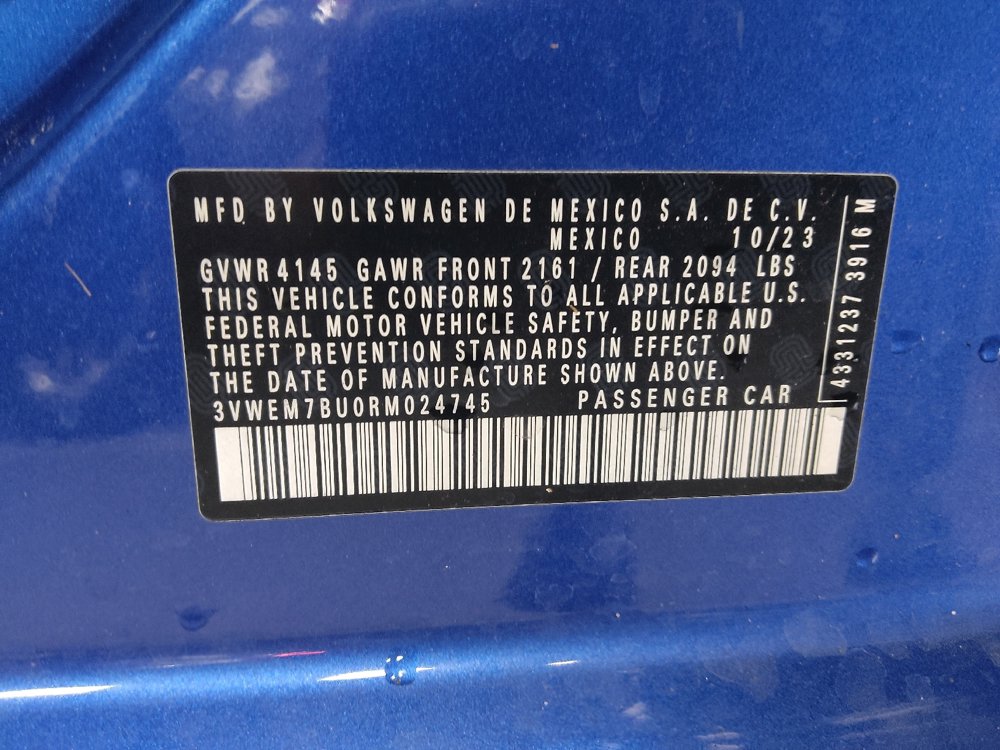 MFD BY VOLKSWAGEN DE MEXICO S.A. DE C.V.
MEXICO 10/23
GVWR 4145 GAWR FRONT 2161 / REAR 2094 LBS
THIS VEHICLE CONFORMS TO ALL APPLICABLE U.S.
FEDERAL MOTOR VEHICLE SAFETY, BUMPER AND
THEFT PREVENTION STANDARDS IN EFFECT ON
THE DATE OF MANUFACTURE SHOWN ABOVE.
3VWEM7BU0RM024745 PASSENGER CAR
4331237 3916 M